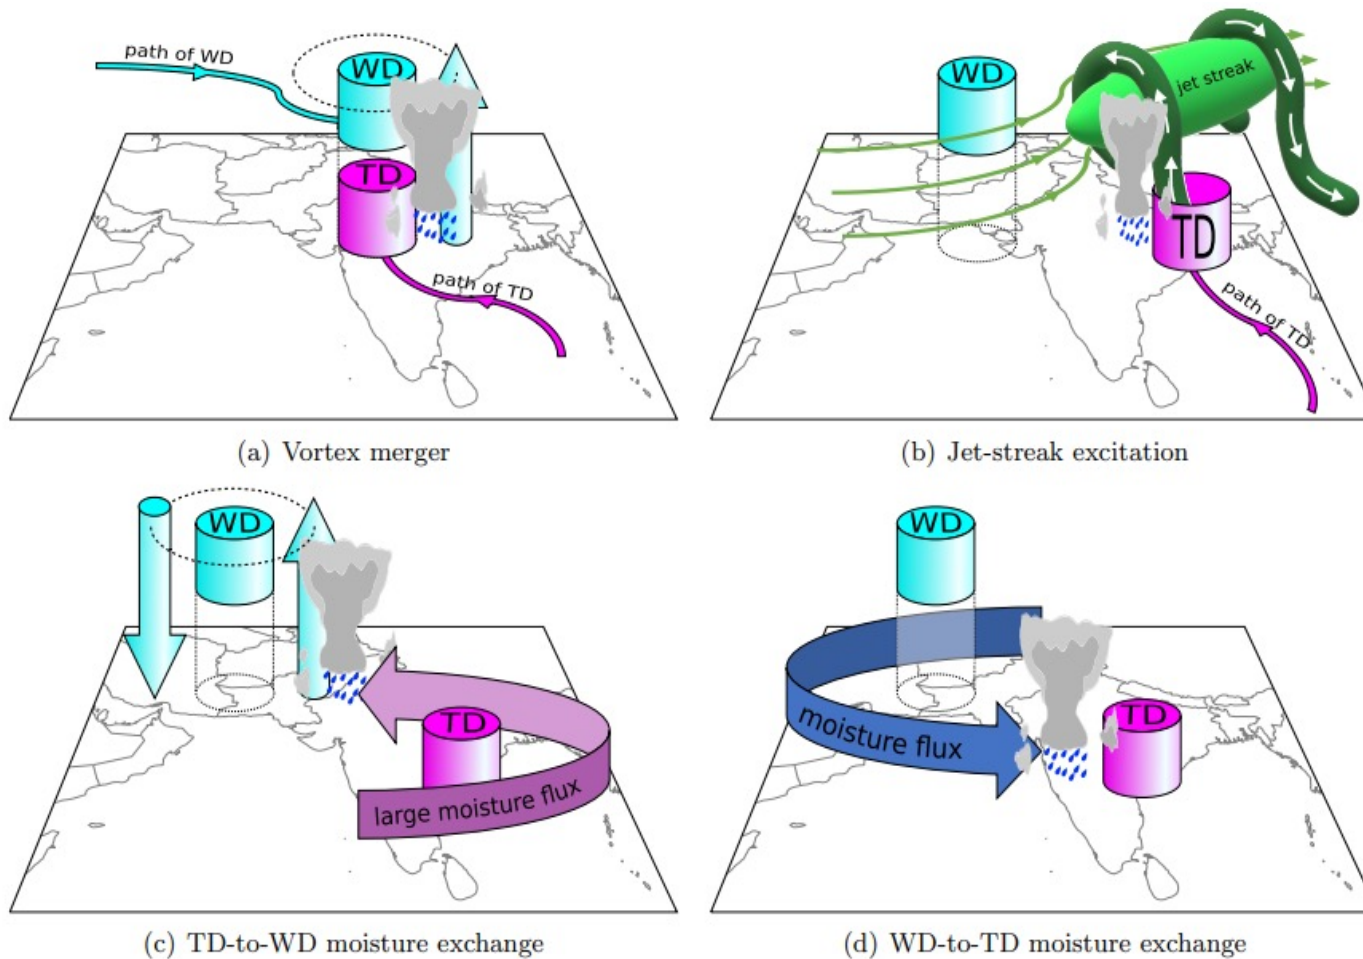 path of WD
WD
TD
path of TD
(a) Vortex merger
WD
jet streak
TD
path of TD
(b) Jet-streak excitation
WD
TD
large moisture flux
(c) TD-to-WD moisture exchange
WD
moisture flux
TD
(d) WD-to-TD moisture exchange